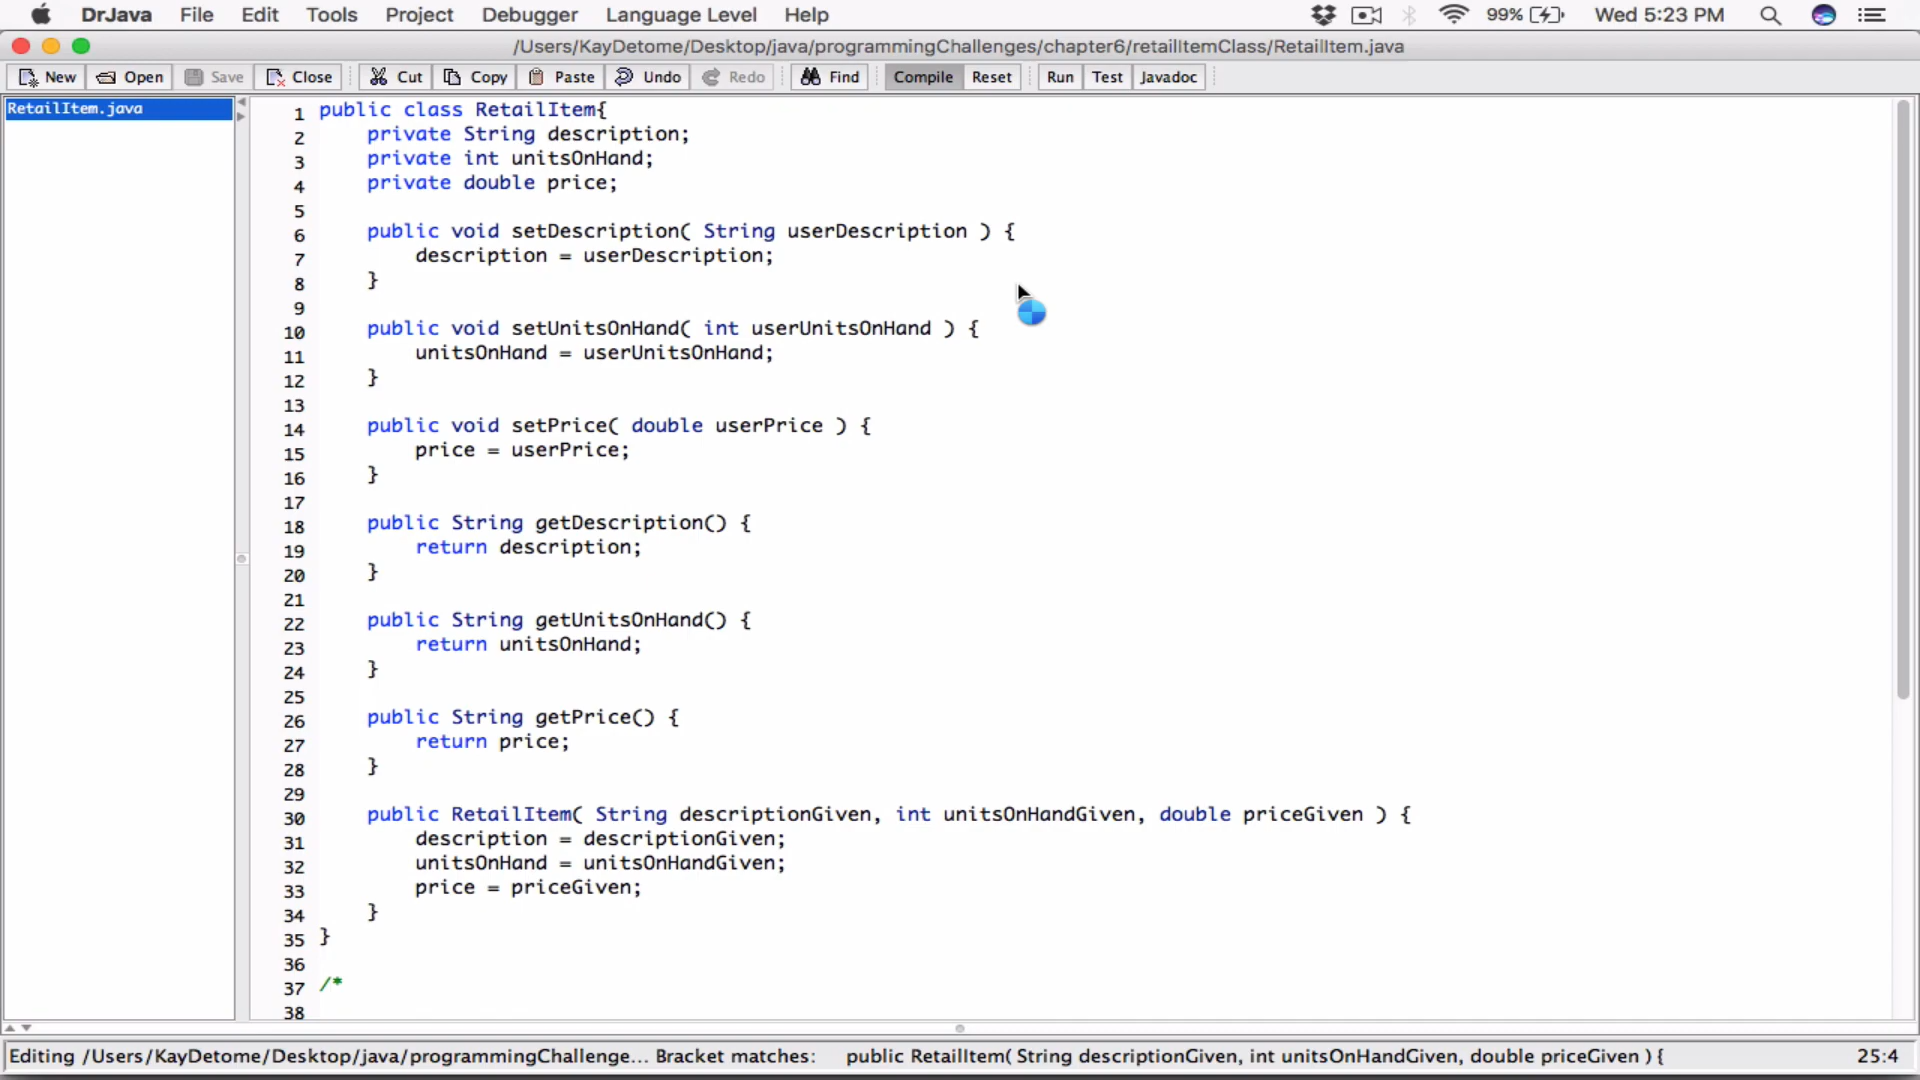 DrJava File Edit Tools Project Debugger Language Level Help 99% Wed 5:23 PM
/Users/KayDetome/Desktop/java/programmingChallenges/chapter6/retailItemClass/RetailItem.java
New Open Save Close Cut Copy Paste Undo Redo Find Compile Reset Run Test Javadoc
RetailItem.java
1 public class RetailItem{
2 private String description;
3 private int unitsOnHand;
4 private double price;
5
6 public void setDescription( String userDescription ) {
7 description = userDescription;
8 }
9
10 public void setUnitsOnHand( int userUnitsOnHand ) {
11 unitsOnHand = userUnitsOnHand;
12 }
13
14 public void setPrice( double userPrice ) {
15 price = userPrice;
16 }
17
18 public String getDescription() {
19 return description;
20 }
21
22 public String getUnitsOnHand() {
23 return unitsOnHand;
24 }
25
26 public String getPrice() {
27 return price;
28 }
29
30 public RetailItem( String descriptionGiven, int unitsOnHandGiven, double priceGiven ) {
31 description = descriptionGiven;
32 unitsOnHand = unitsOnHandGiven;
33 price = priceGiven;
34 }
35 }
36
37 /*
38
Editing /Users/KayDetome/Desktop/java/programmingChallenge... Bracket matches: public RetailItem( String descriptionGiven, int unitsOnHandGiven, double priceGiven ) { 25:4